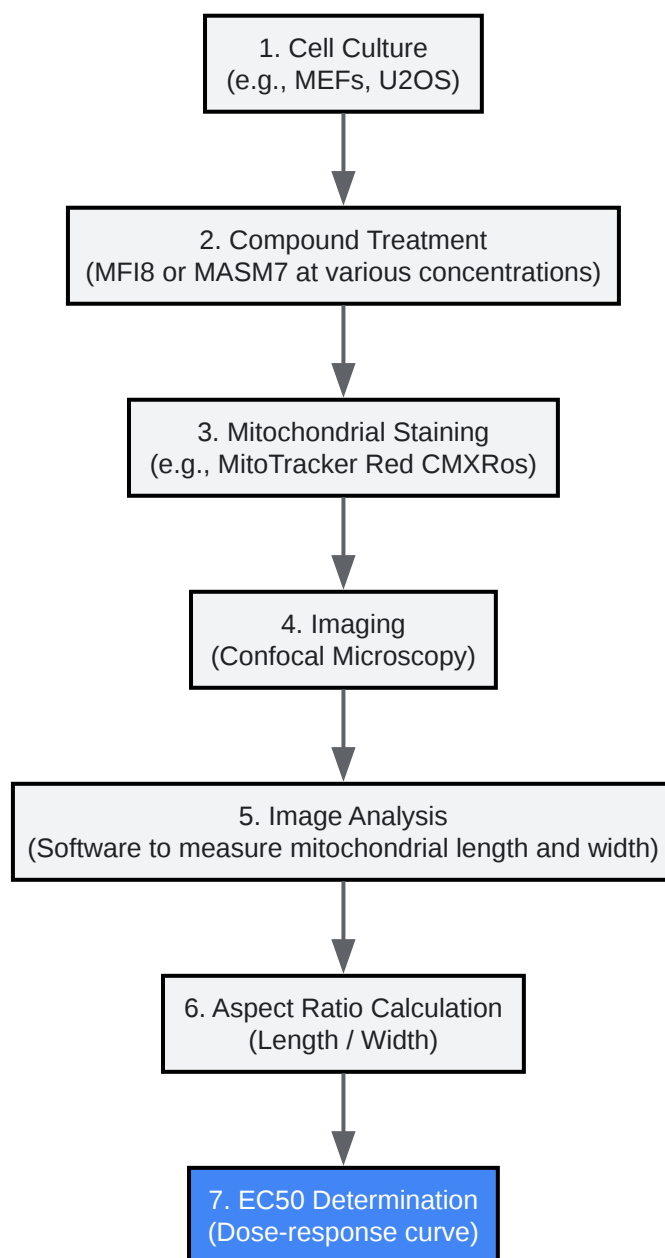 1. Cell Culture
(e.g., MEFs, U2OS)
2. Compound Treatment
(MFI8 or MASM7 at various concentrations)
3. Mitochondrial Staining
(e.g., MitoTracker Red CMXRos)
4. Imaging
(Confocal Microscopy)
5. Image Analysis
(Software to measure mitochondrial length and width)
6. Aspect Ratio Calculation
(Length / Width)
7. EC50 Determination
(Dose-response curve)